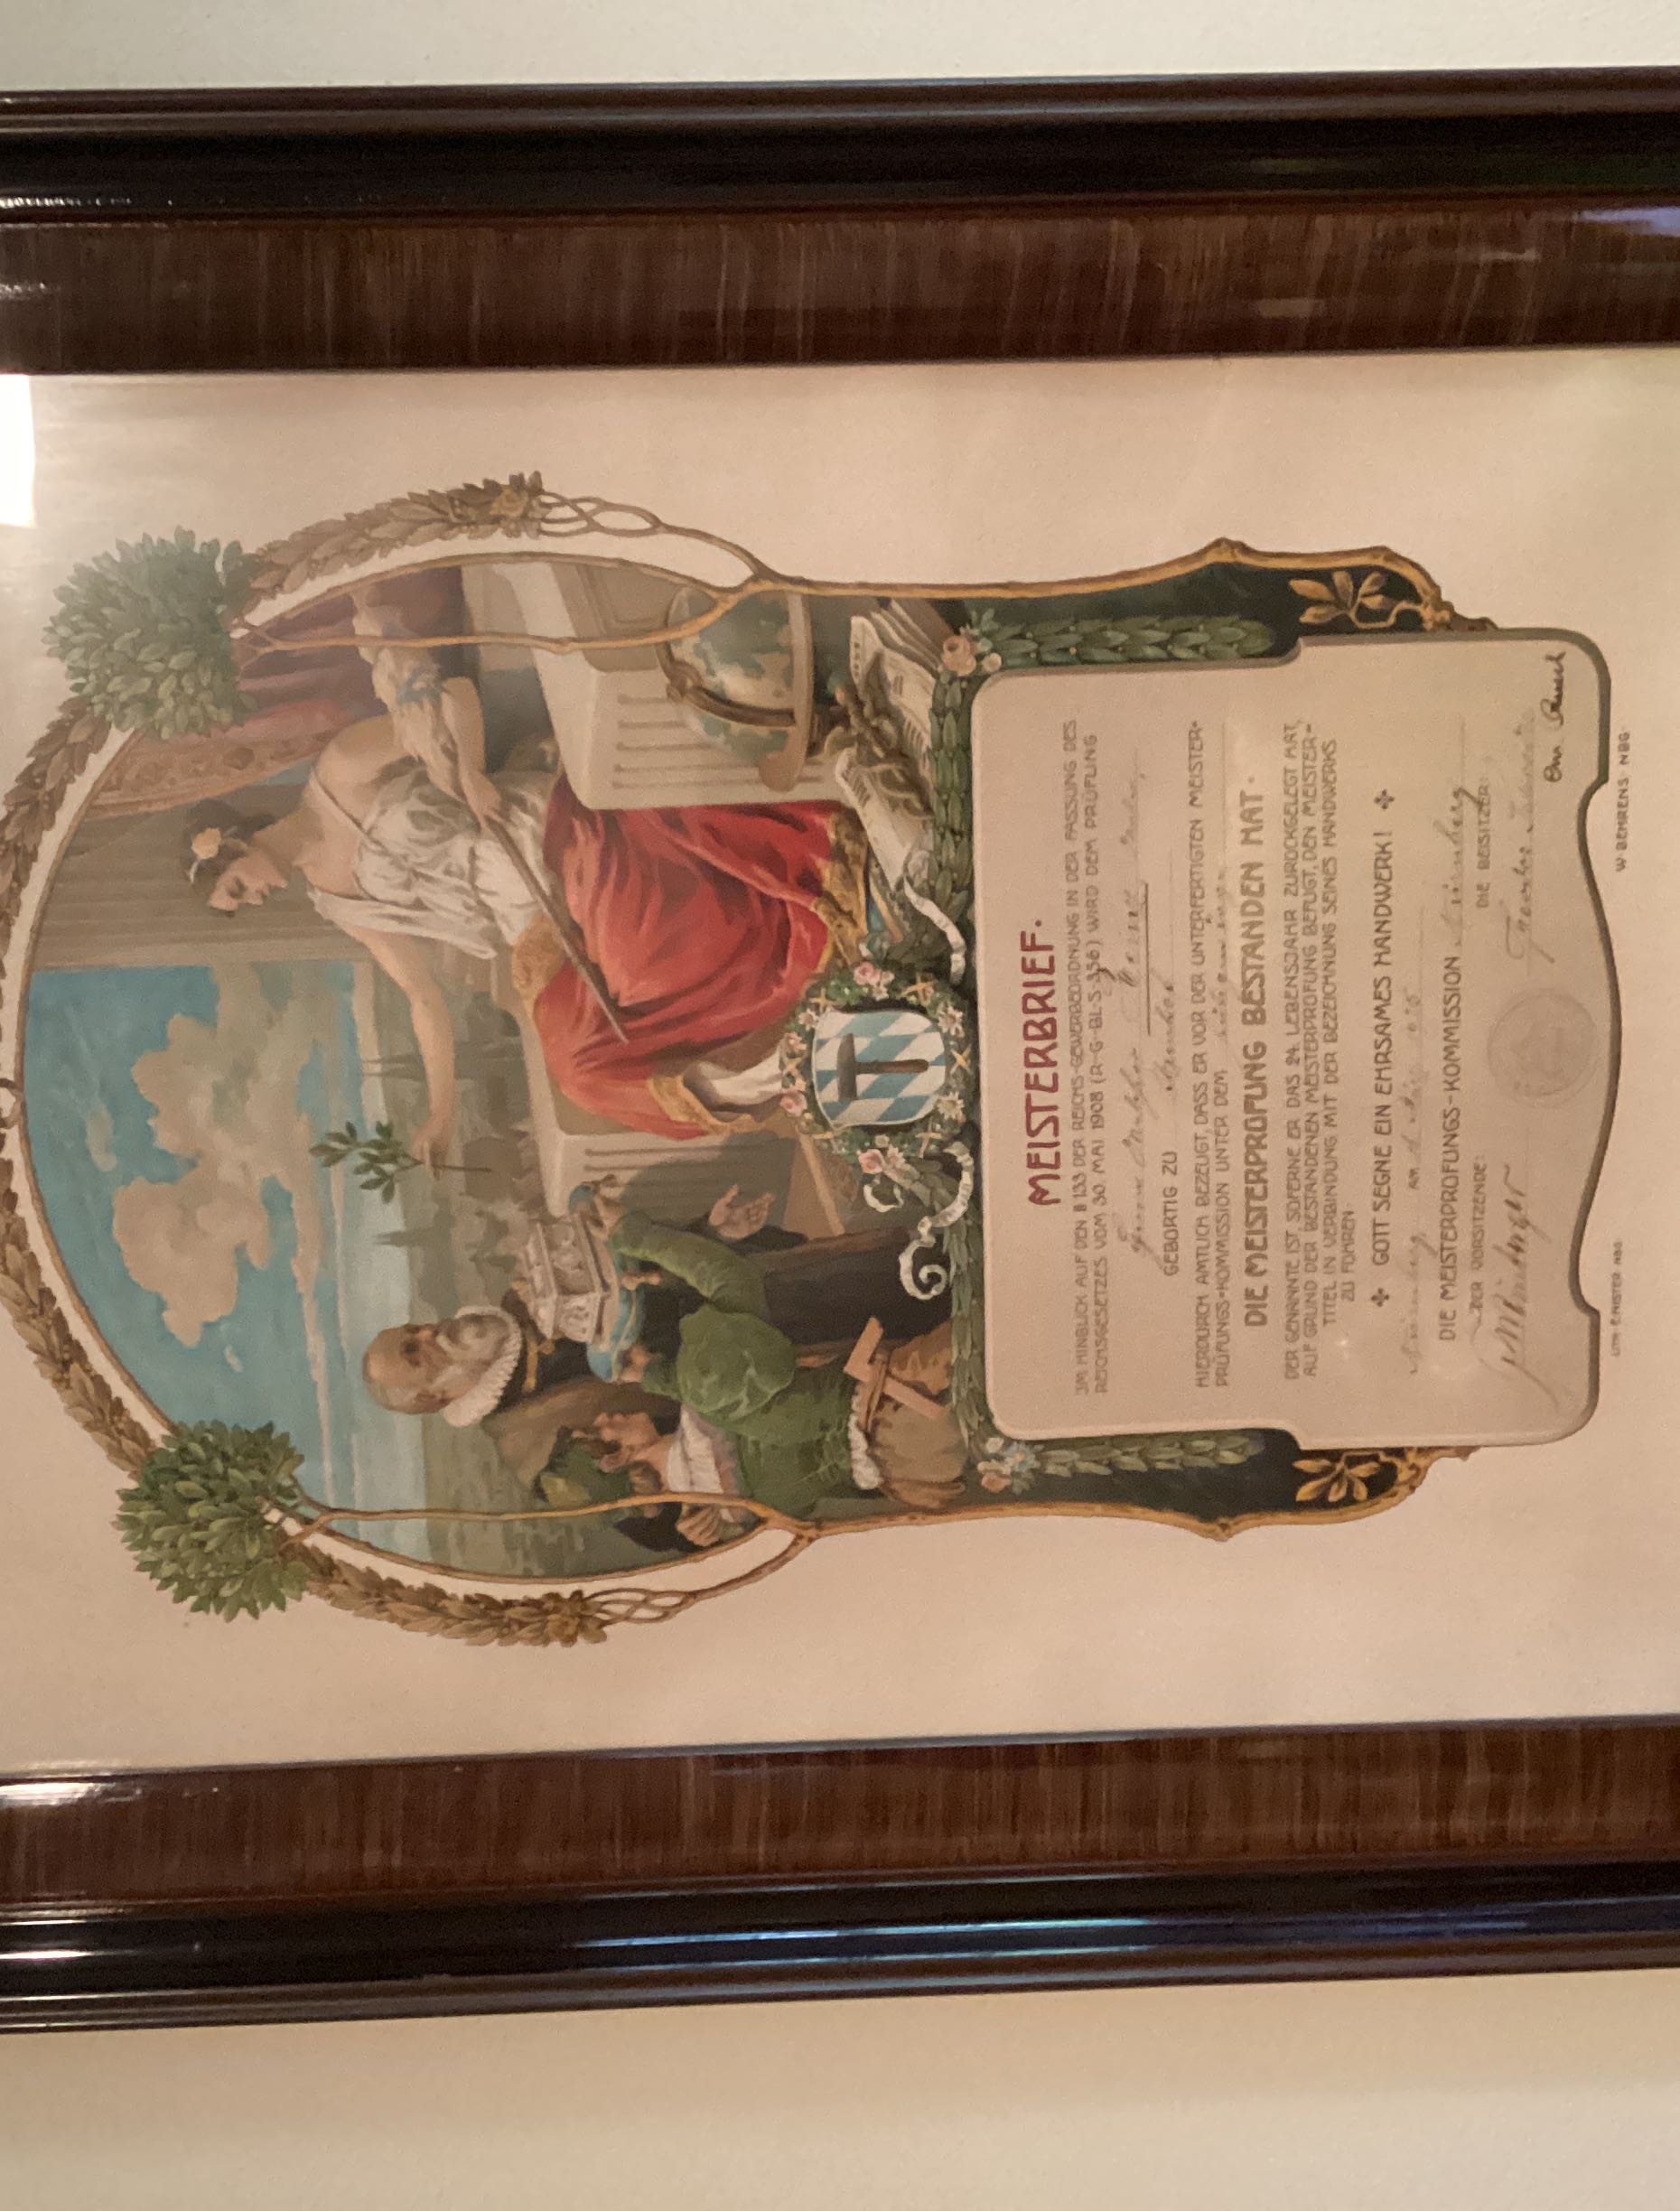 MEISTERBRIEF.
IM HINBLICK AUF DEN § 133 DER REICHS-GEWERBEORDNUNG IN DER FASSUNG DES
REICHSGESETZES VOM 30. MAI 1908 (R-G-BL-S.356) WIRD DEM PRÜFLING
GEBÜRTIG ZU
HIERDURCH AMTLICH BEZEUGT, DASS ER VOR DER UNTERFERTIGTEN MEISTER-
PRÜFUNGS-KOMMISSION UNTER DEM
DIE MEISTERPRÜFUNG BESTANDEN HAT.
DER GENANNTE IST, SOFERNE ER DAS 24. LEBENSJAHR ZURÜCKGELEGT HAT,
AUF GRUND DER BESTANDENEN MEISTERPRÜFUNG BEFUGT, DEN MEISTER-
TITEL IN VERBINDUNG MIT DER BEZEICHNUNG SEINES HANDWERKS
ZU FÜHREN.
GOTT SEGNE EIN EHRSAMES HANDWERK!
Nürnberg, AM
DIE MEISTERPRÜFUNGS-KOMMISSION Nürnberg
DER VORSITZENDE: DIE BEISITZER:
LITH. E. NISTER NBG. W. BEHRENS NBG.